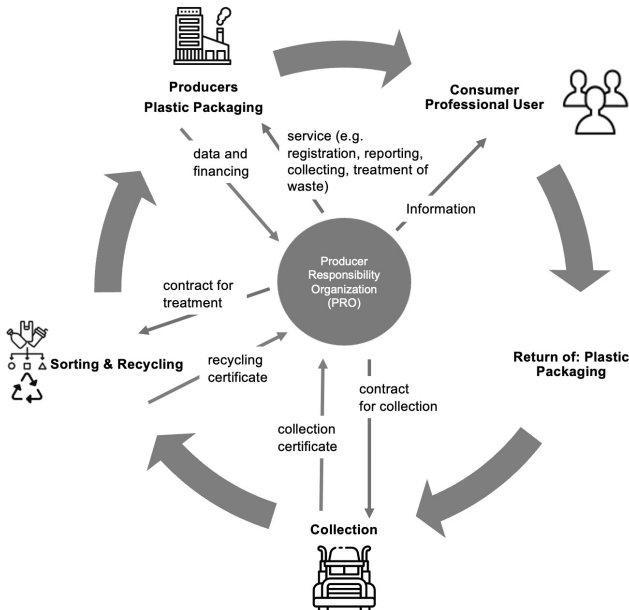 Producers
Plastic Packaging
Consumer
Professional User
data and
financing
service (e.g.
registration, reporting,
collecting, treatment of
waste)
Information
Producer
Responsibility
Organization
(PRO)
contract for
treatment
Sorting & Recycling
recycling
certificate
Return of: Plastic
Packaging
contract
for collection
collection
certificate
Collection